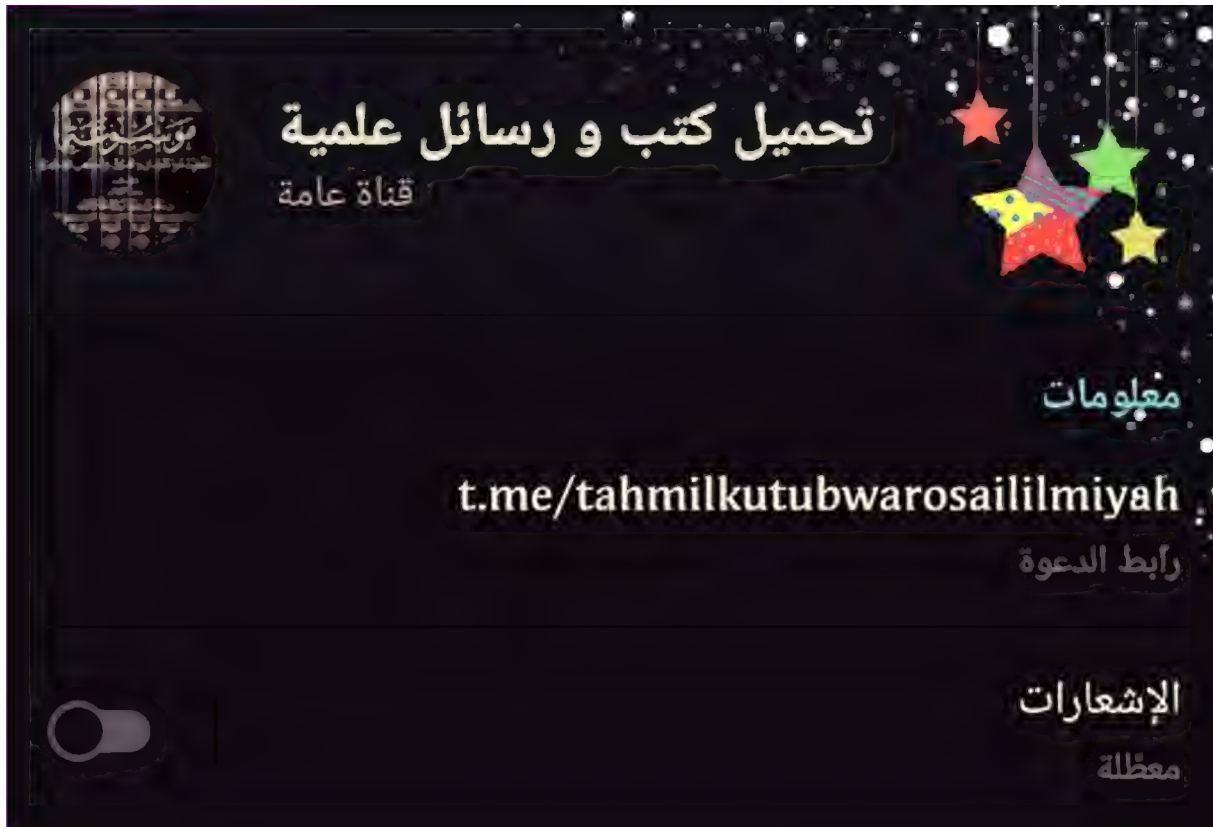 تحميل كتب و رسائل علمية
قناة عامة
معلومات
t.me/tahmilkutubwarosaililmiyah
رابط الدعوة
الإشعارات
معطلة